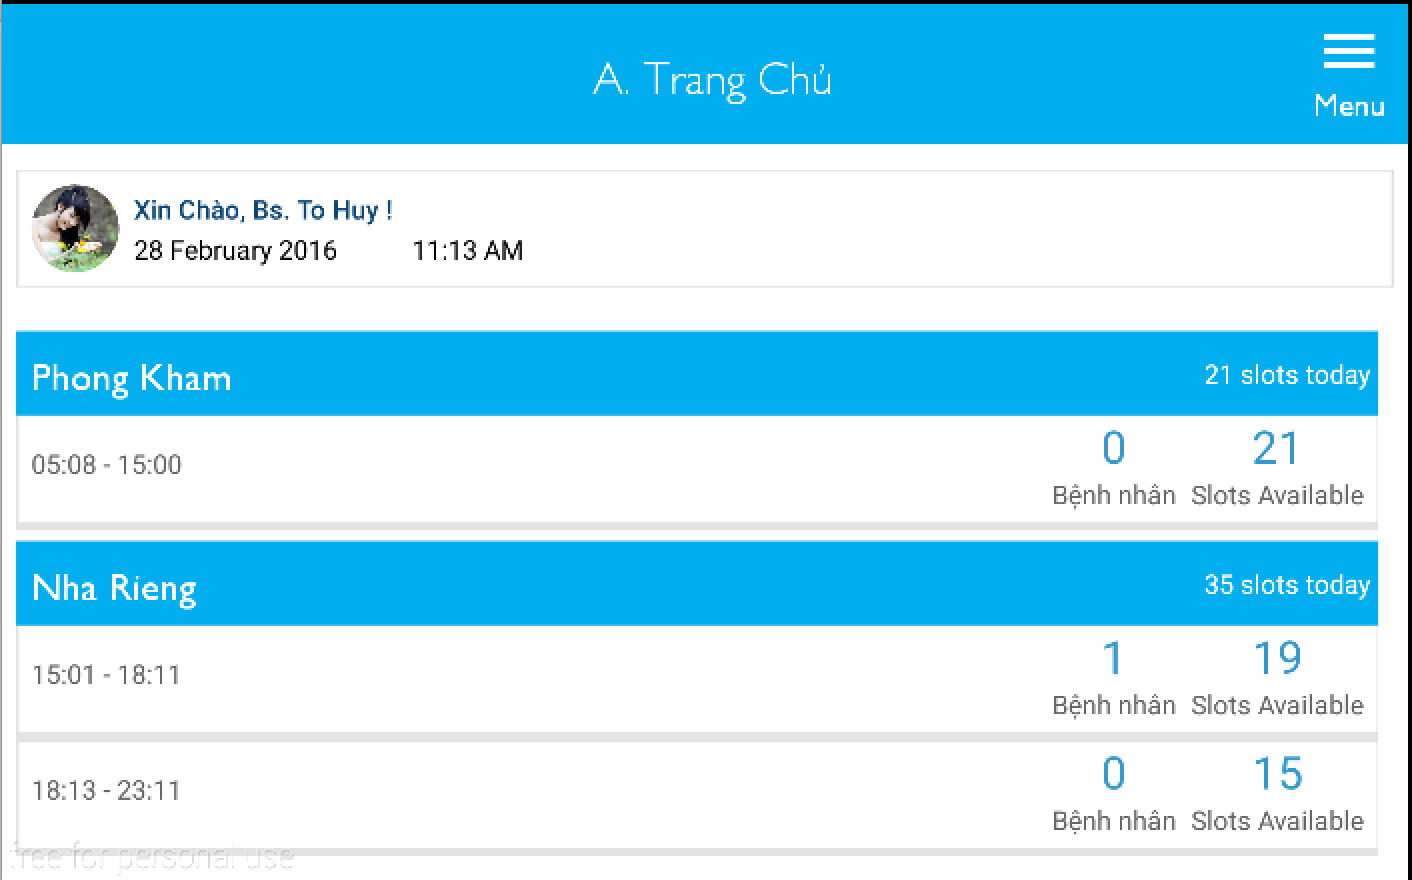 A. Trang Chủ
Menu
Xin Chào, Bs. To Huy !
28 February 2016 11:13 AM
Phong Kham 21 slots today
05:08 - 15:00
0 21
Bệnh nhân Slots Available
Nha Rieng 35 slots today
15:01 - 18:11
1 19
Bệnh nhân Slots Available
18:13 - 23:11
0 15
Bệnh nhân Slots Available
free for personal use